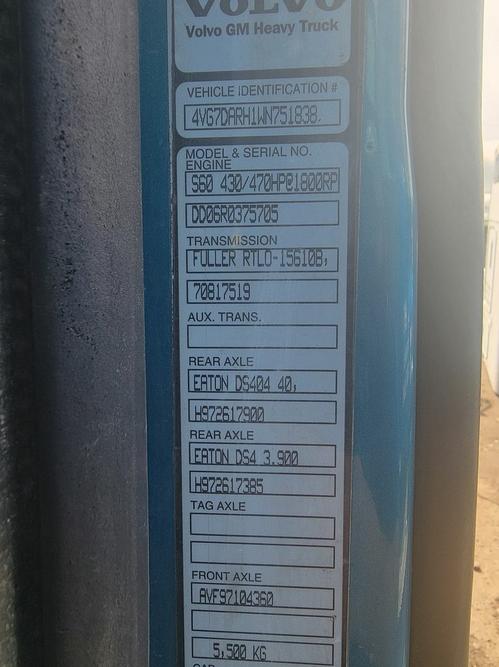 VOLVO
Volvo GM Heavy Truck
VEHICLE IDENTIFICATION #
4VG7DARH1WN751838.
MODEL & SERIAL NO.
ENGINE
S60 430/470HP@1800RP
DD06R0375705
TRANSMISSION
FULLER RTLO-15610B,
70817519
AUX. TRANS.
REAR AXLE
EATON DS404 40,
H972617900
REAR AXLE
EATON DS4 3.900
H972617385
TAG AXLE
FRONT AXLE
AVF97104360
5,500 KG